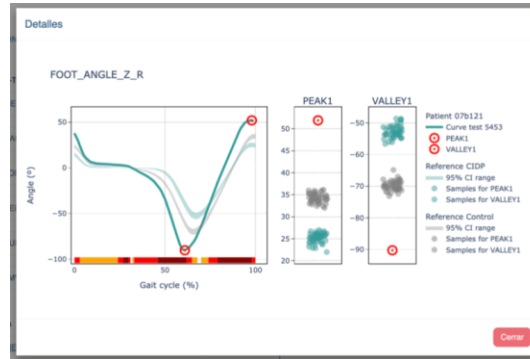 Detalles
FOOT_ANGLE_Z_R
PEAK1
VALLEY1
50
0
−50
−100
Angle (º)
0
50
100
Gait cycle (%)
50
45
40
35
30
25
20
−50
−60
−70
−80
−90
Patient 07b121
Curve test 5453
PEAK1
VALLEY1
Reference CIDP
95% CI range
Samples for PEAK1
Samples for VALLEY1
Reference Control
95% CI range
Samples for PEAK1
Samples for VALLEY1
Cerrar